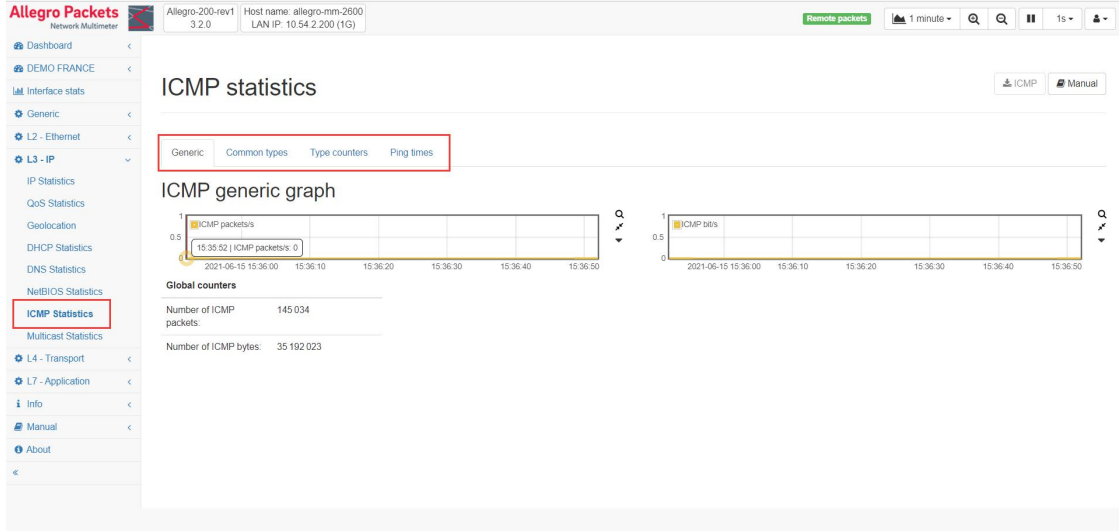 Allegro Packets
Network Multimeter
Allegro-200-rev1
3.2.0
Host name: allegro-mm-2600
LAN IP: 10.54.2.200 (1G)
Remote packets
1 minute
1s
Dashboard
DEMO FRANCE
Interface stats
Generic
L2 - Ethernet
L3 - IP
IP Statistics
QoS Statistics
Geolocation
DHCP Statistics
DNS Statistics
NetBIOS Statistics
ICMP Statistics
Multicast Statistics
L4 - Transport
L7 - Application
Info
Manual
About
«
ICMP statistics
ICMP
Manual
Generic
Common types
Type counters
Ping times
ICMP generic graph
1
0.5
0
ICMP packets/s
15:35:52 | ICMP packets/s: 0
2021-06-15 15:36:00 15:36:10 15:36:20 15:36:30 15:36:40 15:36:50
1
0.5
0
ICMP bit/s
2021-06-15 15:36:00 15:36:10 15:36:20 15:36:30 15:36:40 15:36:50
Global counters
Number of ICMP packets: 145 034
Number of ICMP bytes: 35 192 023